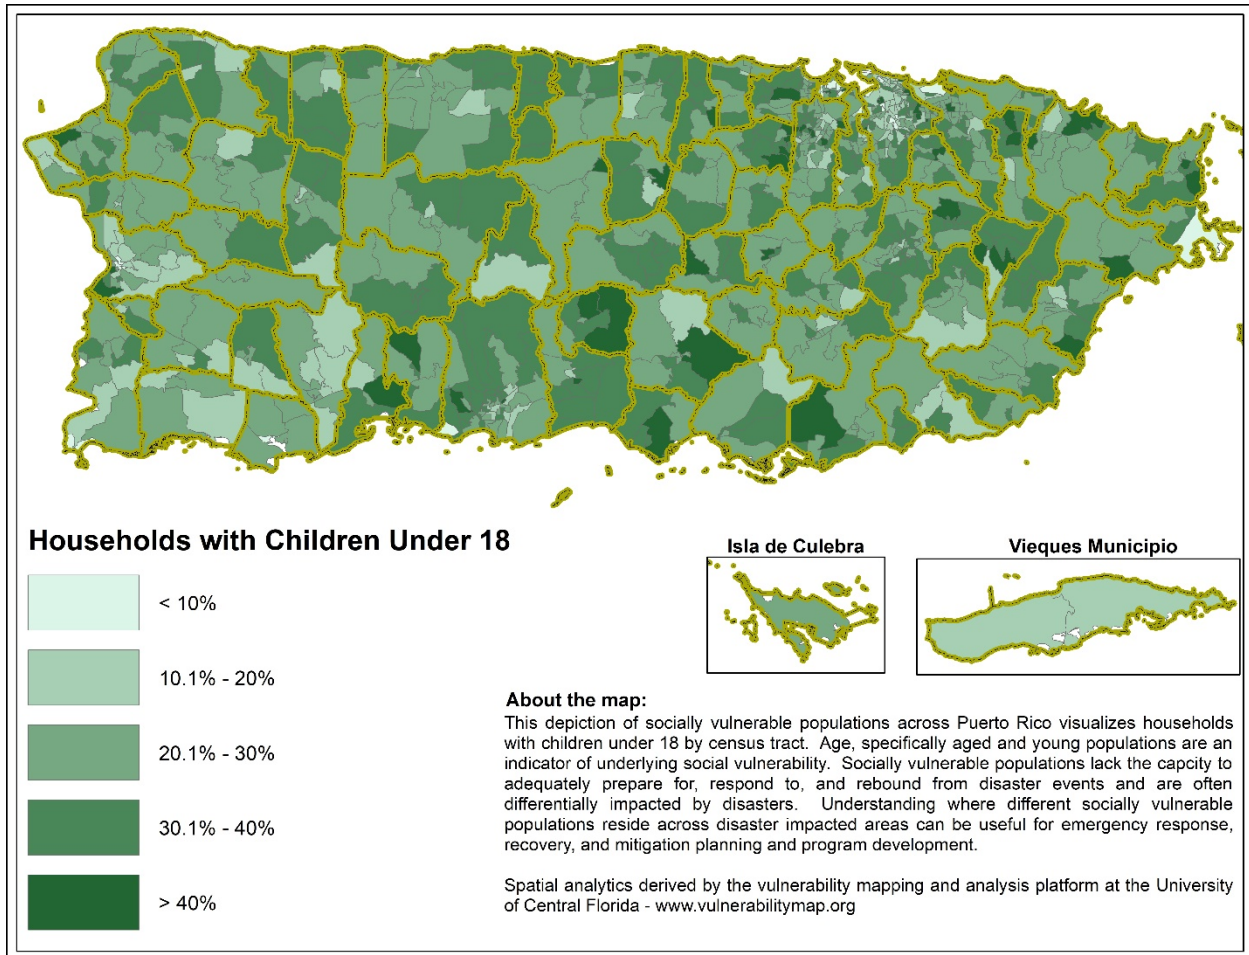 Households with Children Under 18
< 10%
10.1% - 20%
20.1% - 30%
30.1% - 40%
> 40%
Isla de Culebra
Vieques Municipio
About the map:
This depiction of socially vulnerable populations across Puerto Rico visualizes households
with children under 18 by census tract. Age, specifically aged and young populations are an
indicator of underlying social vulnerability. Socially vulnerable populations lack the capcity to
adequately prepare for, respond to, and rebound from disaster events and are often
differentially impacted by disasters. Understanding where different socially vulnerable
populations reside across disaster impacted areas can be useful for emergency response,
recovery, and mitigation planning and program development.
Spatial analytics derived by the vulnerability mapping and analysis platform at the University
of Central Florida - www.vulnerabilitymap.org